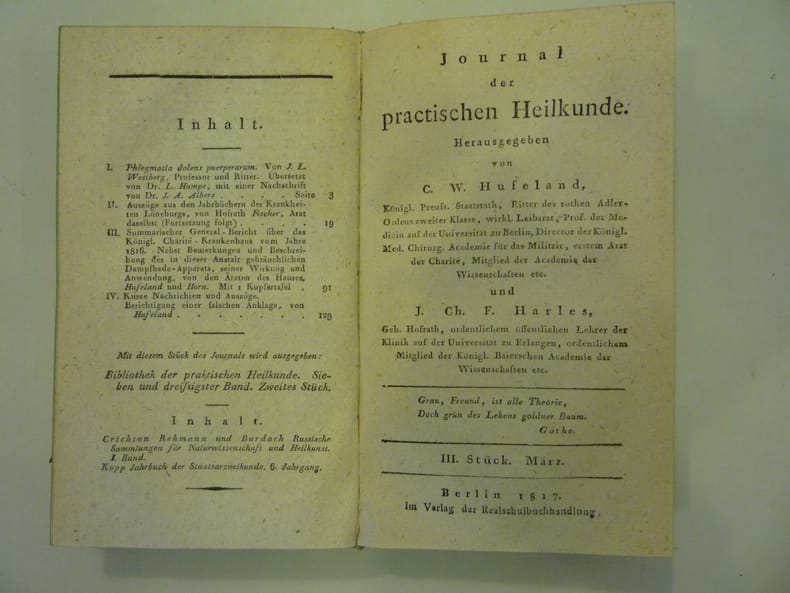 Inhalt.
I. Phlegmatia dolens puerperarum. Von J. L.
Westberg, Professor und Ritter. Übersetzt
von Dr. L. Hampe, mit einer Nachschrift
von Dr. J. A. Albers . . . . Seite 3
II. Auszüge aus den Jahrbüchern der Krankhei-
ten Lüneburgs, von Hofrath Fischer, Arzt
daselbst (Fortsetzung folgt) . . . . 19
III. Summarischer General-Bericht über das
Königl. Charité-Krankenhaus vom Jahre
1816. Nebst Bemerkungen und Beschrei-
bung des in dieser Anstalt gebräuchlichen
Dampfbade-Apparats, seiner Wirkung und
Anwendung, von den Ärzten des Hauses,
Hufeland und Horn. Mit 1 Kupfertafel . 91
IV. Kurze Nachrichten und Auszüge.
Berichtigung einer falschen Anklage, von
Hufeland . . . . . . . 129
Mit diesem Stück des Journals wird ausgegeben:
Bibliothek der praktischen Heilkunde. Sie-
ben und dreißigster Band. Zweites Stück.
Inhalt.
Crichton Rehmann und Burdach Russische
Sammlungen für Naturwissenschaft und Heilkunst.
I. Band.
Kopp Jahrbuch der Staatsarzneikunde. 6. Jahrgang.
Journal
der
practischen Heilkunde.
Herausgegeben
von
C. W. Hufeland,
Königl. Preuß. Staatsrath, Ritter des rothen Adler-
Ordens zweiter Klasse, wirkl. Leibarzt, Prof. der Me-
dizin auf der Universität zu Berlin, Director der Königl.
Med. Chirurg. Academie für das Militair, erstem Arzt
der Charité, Mitglied der Academie der
Wissenschaften etc.
und
J. Ch. F. Harles,
Geh. Hofrath, ordentlichem öffentlichen Lehrer der
Klinik auf der Universität zu Erlangen, ordentlichem
Mitglied der Königl. Baierschen Academie der
Wissenschaften etc.
Grau, Freund, ist alle Theorie,
Doch grün des Lebens goldner Baum.
Göthe.
III. Stück. März.
Berlin 1817.
Im Verlag der Realschulbuchhandlung.